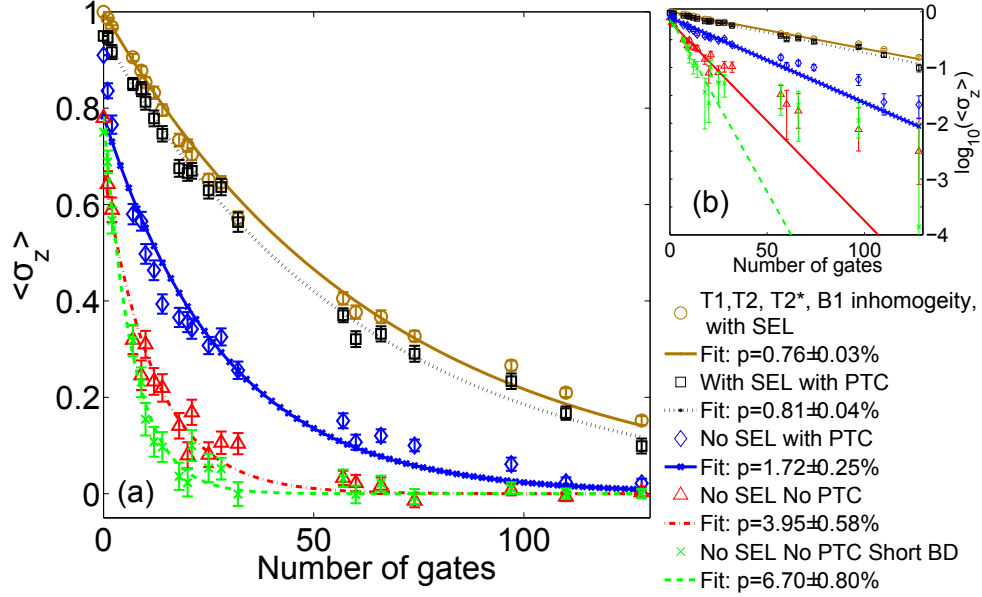 1
0.8
0.6
0.4
0.2
0
<σz>
(a)
0
50
100
Number of gates
0
−1
−2
−3
−4
log10(<σz>)
(b)
0
50
100
Number of gates
T1,T2, T2*, B1 inhomogeity,
with SEL
Fit: p=0.76±0.03%
With SEL with PTC
Fit: p=0.81±0.04%
No SEL with PTC
Fit: p=1.72±0.25%
No SEL No PTC
Fit: p=3.95±0.58%
No SEL No PTC Short BD
Fit: p=6.70±0.80%